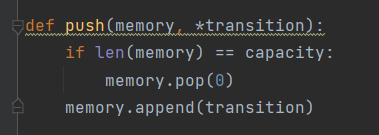 def push(memory, *transition):
    if len(memory) == capacity:
        memory.pop(0)
    memory.append(transition)